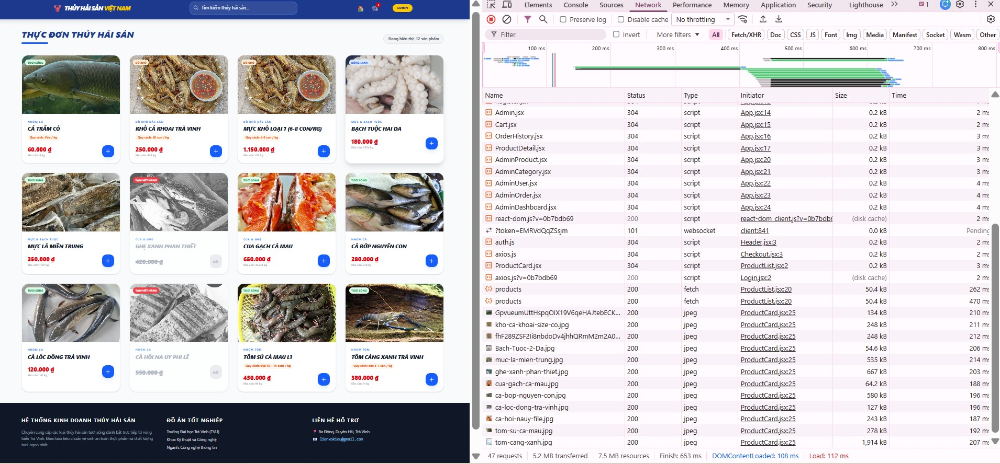 THỦY HẢI SẢN VIỆT NAM
Tìm kiếm thủy hải sản...
1
LOGIN
THỰC ĐƠN THỦY HẢI SẢN
Đang hiển thị: 12 sản phẩm
TƯƠI SỐNG
NHÓM CÁ
CÁ TRẮM CỎ
Quy cách: Vừa / kg
60.000 ₫
Kho còn: 9 kg
+
ĐỒ KHÔ
ĐỒ KHÔ ĐẶC SẢN
KHÔ CÁ KHOAI TRÀ VINH
Quy cách: 20 con / kg
250.000 ₫
Kho còn: 438 kg
+
ĐỒ KHÔ
ĐỒ KHÔ ĐẶC SẢN
MỰC KHÔ LOẠI 1 (6-8 CON/KG)
Quy cách: 6-8 con / kg
1.150.000 ₫
Kho còn: 213 kg
+
ĐÔNG LẠNH
MỰC & BẠCH TUỘC
BẠCH TUỘC HAI DA
180.000 ₫
Kho còn: 3324 kg
+
TƯƠI SỐNG
MỰC & BẠCH TUỘC
MỰC LÁ MIỀN TRUNG
350.000 ₫
Kho còn: 1107 kg
+
TẠM HẾT HÀNG
CUA & GHẸ
GHẸ XANH PHAN THIẾT
420.000 ₫
HẾT
TƯƠI SỐNG
CUA & GHẸ
CUA GẠCH CÀ MAU
650.000 ₫
Kho còn: 43539 kg
+
TƯƠI SỐNG
NHÓM CÁ
CÁ BỚP NGUYÊN CON
280.000 ₫
Kho còn: 218 kg
+
TƯƠI SỐNG
NHÓM CÁ
CÁ LÓC ĐỒNG TRÀ VINH
120.000 ₫
Kho còn: 101 kg
+
TẠM HẾT HÀNG
NHÓM CÁ
CÁ HỒI NA UY PHI LÊ
550.000 ₫
HẾT
TƯƠI SỐNG
NHÓM TÔM
TÔM SÚ CÀ MAU L1
Quy cách: Đại(10 – 15 con) / kg
450.000 ₫
Kho còn: 90 kg
+
TƯƠI SỐNG
NHÓM TÔM
TÔM CÀNG XANH TRÀ VINH
Quy cách: size 5-7 con / kg
380.000 ₫
Kho còn: 11 kg
+
HỆ THỐNG KINH DOANH THỦY HẢI SẢN
Chuyên cung cấp các loại thủy hải sản tươi sống đánh bắt trực tiếp từ vùng
biển Trà Vinh. Đảm bảo tiêu chuẩn vệ sinh an toàn thực phẩm và chất lượng
tươi ngon nhất.
ĐỒ ÁN TỐT NGHIỆP
Trường Đại học Trà Vinh (TVU)
Khoa Kỹ thuật và Công nghệ
Ngành: Công nghệ thông tin
LIÊN HỆ HỖ TRỢ
Ba Động, Duyên Hải, Trà Vinh
lienxokieu@gmail.com
Elements Console Sources Network Performance Memory Application Security Lighthouse 1
Preserve log Disable cache No throttling
Filter Invert More filters All Fetch/XHR Doc CSS JS Font Img Media Manifest Socket Wasm Other
100 ms 200 ms 300 ms 400 ms 500 ms 600 ms 700 ms 800 ms
Name Status Type Initiator Size Time
Admin.jsx 304 script App.jsx:14 0.2 kB 2 ms
Cart.jsx 304 script App.jsx:15 0.2 kB 2 ms
OrderHistory.jsx 304 script App.jsx:16 0.2 kB 3 ms
ProductDetail.jsx 304 script App.jsx:17 0.2 kB 3 ms
AdminProduct.jsx 304 script App.jsx:20 0.2 kB 3 ms
AdminCategory.jsx 304 script App.jsx:21 0.2 kB 3 ms
AdminUser.jsx 304 script App.jsx:22 0.2 kB 4 ms
AdminOrder.jsx 304 script App.jsx:23 0.2 kB 4 ms
AdminDashboard.jsx 304 script App.jsx:24 0.2 kB 4 ms
react-dom.js?v=0b7bdb69 200 script react-dom_client.js?v=0b7bdb6 (disk cache) 2 ms
?token=EMRVdQqZSsjm 101 websocket client:841 0.0 kB Pending
auth.js 304 script Header.jsx:3 0.2 kB 2 ms
axios.js 304 script Checkout.jsx:3 0.2 kB 2 ms
ProductCard.jsx 304 script ProductList.jsx:2 0.2 kB 3 ms
axios.js?v=0b7bdb69 200 script Login.jsx:2 (disk cache) 2 ms
products 200 fetch ProductList.jsx:20 50.4 kB 262 ms
products 200 fetch ProductList.jsx:20 50.4 kB 470 ms
GpvueumUttHspqOIX19V6qeHAJtebECK... 200 jpeg ProductCard.jsx:25 134 kB 210 ms
kho-ca-khoai-size-co.jpg 200 jpeg ProductCard.jsx:25 248 kB 211 ms
fhF289ZSF2Ii8nbdoDv4jhhQRmM2m2A0... 200 jpeg ProductCard.jsx:25 248 kB 212 ms
Bach-Tuoc-2-Da.jpg 200 jpeg ProductCard.jsx:25 54.6 kB 206 ms
muc-la-mien-trung.jpg 200 jpeg ProductCard.jsx:25 535 kB 214 ms
ghe-xanh-phan-thiet.jpg 200 jpeg ProductCard.jsx:25 667 kB 203 ms
cua-gach-ca-mau.jpg 200 jpeg ProductCard.jsx:25 64.2 kB 188 ms
ca-bop-nguyen-con.jpg 200 jpeg ProductCard.jsx:25 580 kB 196 ms
ca-loc-dong-tra-vinh.jpg 200 jpeg ProductCard.jsx:25 127 kB 196 ms
ca-hoi-nauy-file.jpg 200 jpeg ProductCard.jsx:25 243 kB 187 ms
tom-su-ca-mau.jpg 200 jpeg ProductCard.jsx:25 278 kB 192 ms
tom-cang-xanh.jpg 200 jpeg ProductCard.jsx:25 1,914 kB 207 ms
47 requests 5.2 MB transferred 7.5 MB resources Finish: 653 ms DOMContentLoaded: 108 ms Load: 112 ms